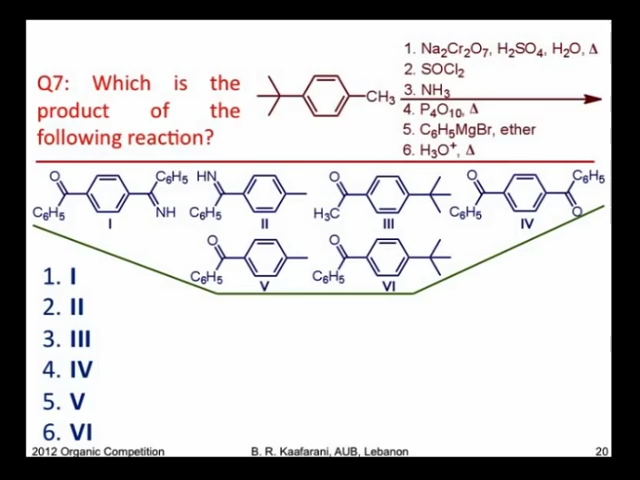 Q7: Which is the
product of the
following reaction?
CH₃
1. Na₂Cr₂O₇, H₂SO₄, H₂O, Δ
2. SOCl₂
3. NH₃
4. P₄O₁₀, Δ
5. C₆H₅MgBr, ether
6. H₃O⁺, Δ
O C₆H₅ C₆H₅ NH I
HN C₆H₅ II
O H₃C III
O C₆H₅ C₆H₅ O IV
O C₆H₅ V
O C₆H₅ VI
1. I
2. II
3. III
4. IV
5. V
6. VI
2012 Organic Competition B. R. Kaafarani, AUB, Lebanon 20